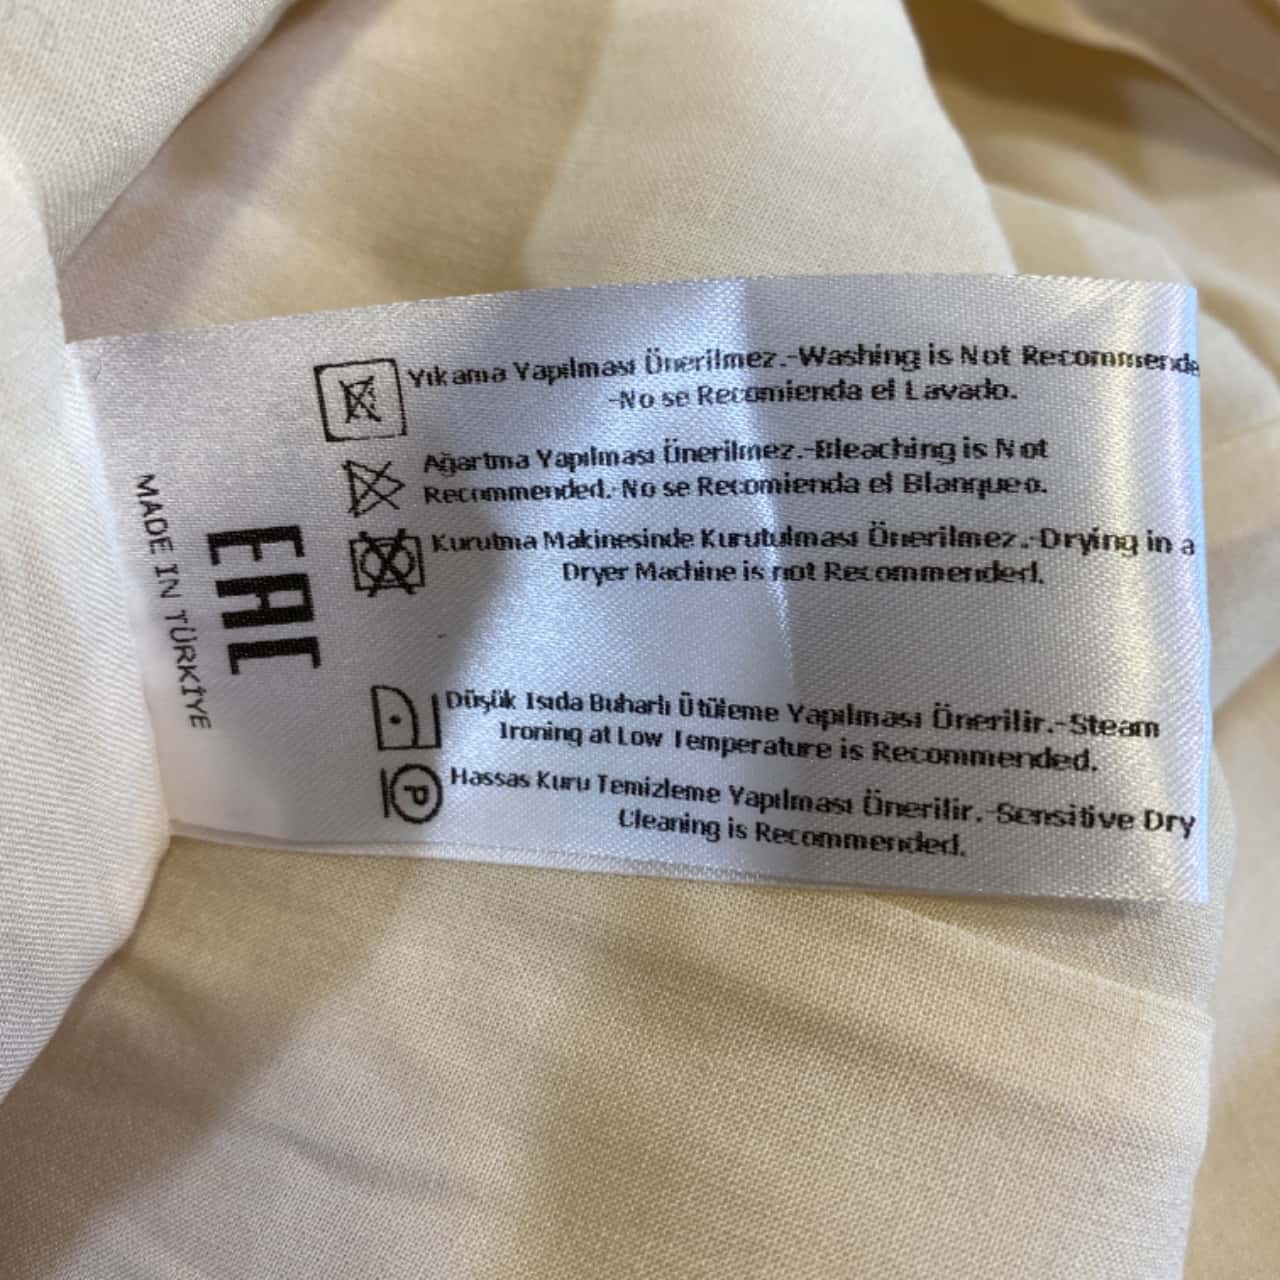 Yıkama Yapılması Önerilmez.-Washing is Not Recommende
-No se Recomienda el Lavado.
Ağartma Yapılması Önerilmez.-Bleaching is Not
Recommended.-No se Recomienda el Blanqueo.
Kurutma Makinesinde Kurutulması Önerilmez.-Drying in a
Dryer Machine is not Recommended.
Düşük Isıda Buharlı Ütüleme Yapılması Önerilir.-Steam
Ironing at Low Temperature is Recommended.
P
Hassas Kuru Temizleme Yapılması Önerilir.-Sensitive Dry
Cleaning is Recommended.
EAC
MADE IN TÜRKİYE